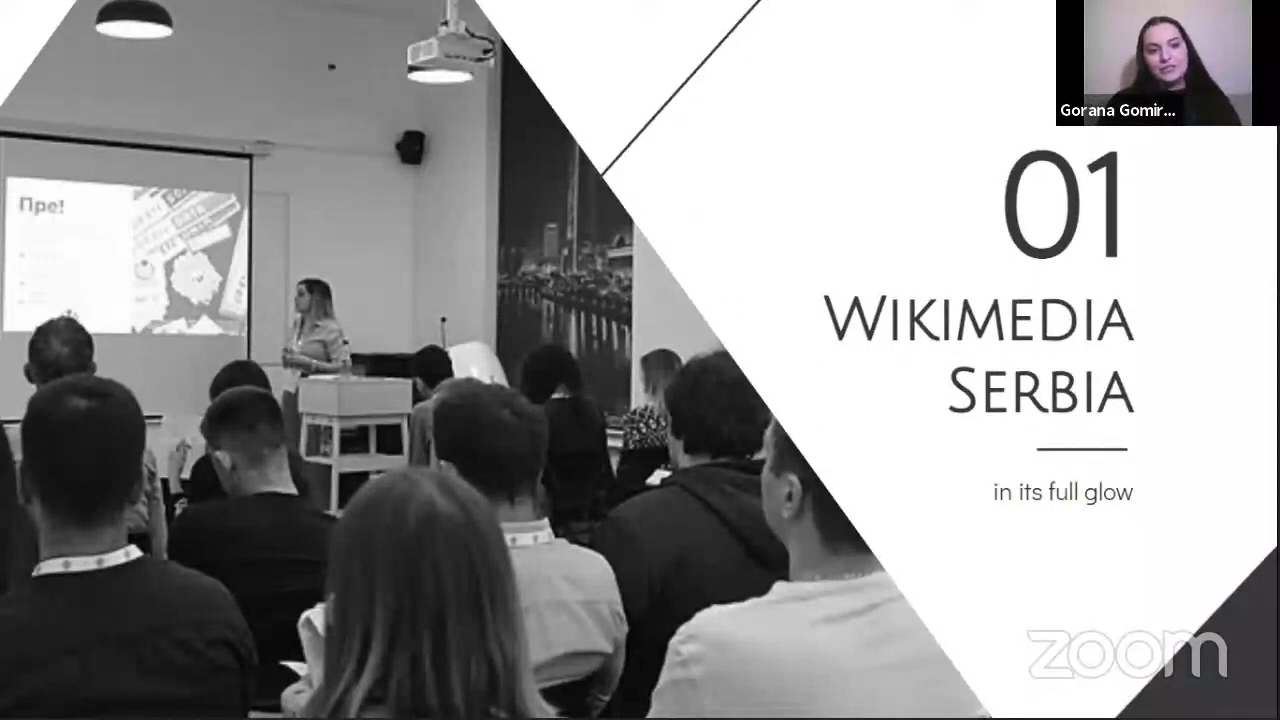 Gorana Gomir...
01
WIKIMEDIA
SERBIA
in its full glow
Пре!
zoom